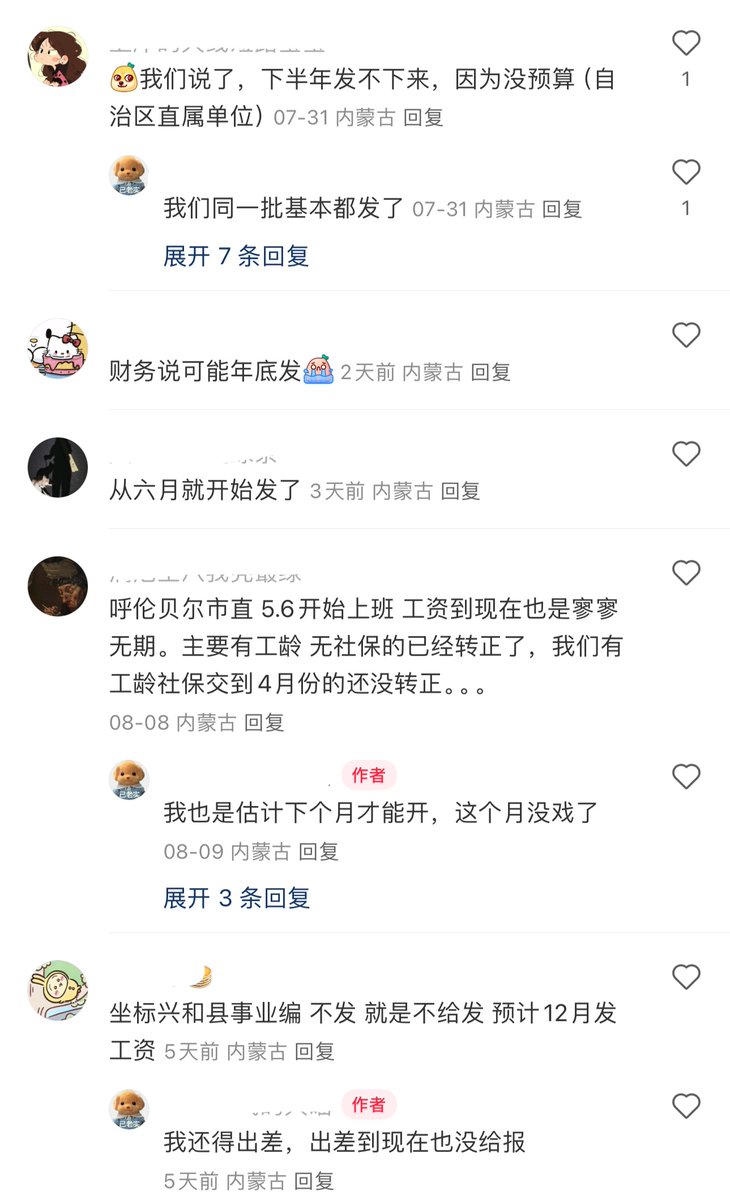 我们说了，下半年发不下来，因为没预算（自
治区直属单位）07-31 内蒙古 回复
1
我们同一批基本都发了 07-31 内蒙古 回复
1
展开 7 条回复
财务说可能年底发 2天前 内蒙古 回复
从六月就开始发了 3天前 内蒙古 回复
呼伦贝尔市直 5.6开始上班 工资到现在也是寥寥
无期。主要有工龄 无社保的已经转正了，我们有
工龄社保交到4月份的还没转正。。。
08-08 内蒙古 回复
作者
我也是估计下个月才能开，这个月没戏了
08-09 内蒙古 回复
展开 3 条回复
坐标兴和县事业编 不发 就是不给发 预计12月发
工资 5天前 内蒙古 回复
作者
我还得出差，出差到现在也没给报
5天前 内蒙古 回复